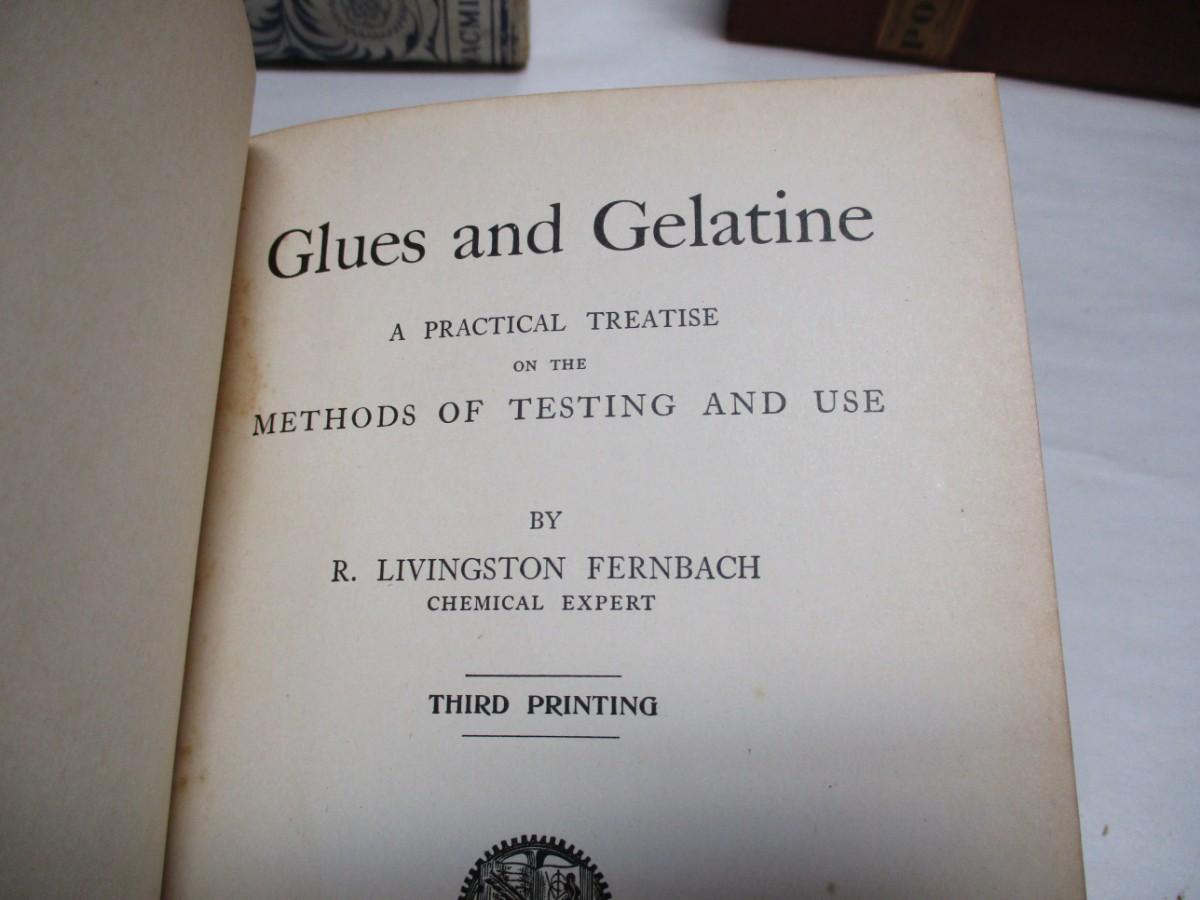 Glues and Gelatine
A PRACTICAL TREATISE
ON THE
METHODS OF TESTING AND USE
BY
R. LIVINGSTON FERNBACH
CHEMICAL EXPERT
THIRD PRINTING